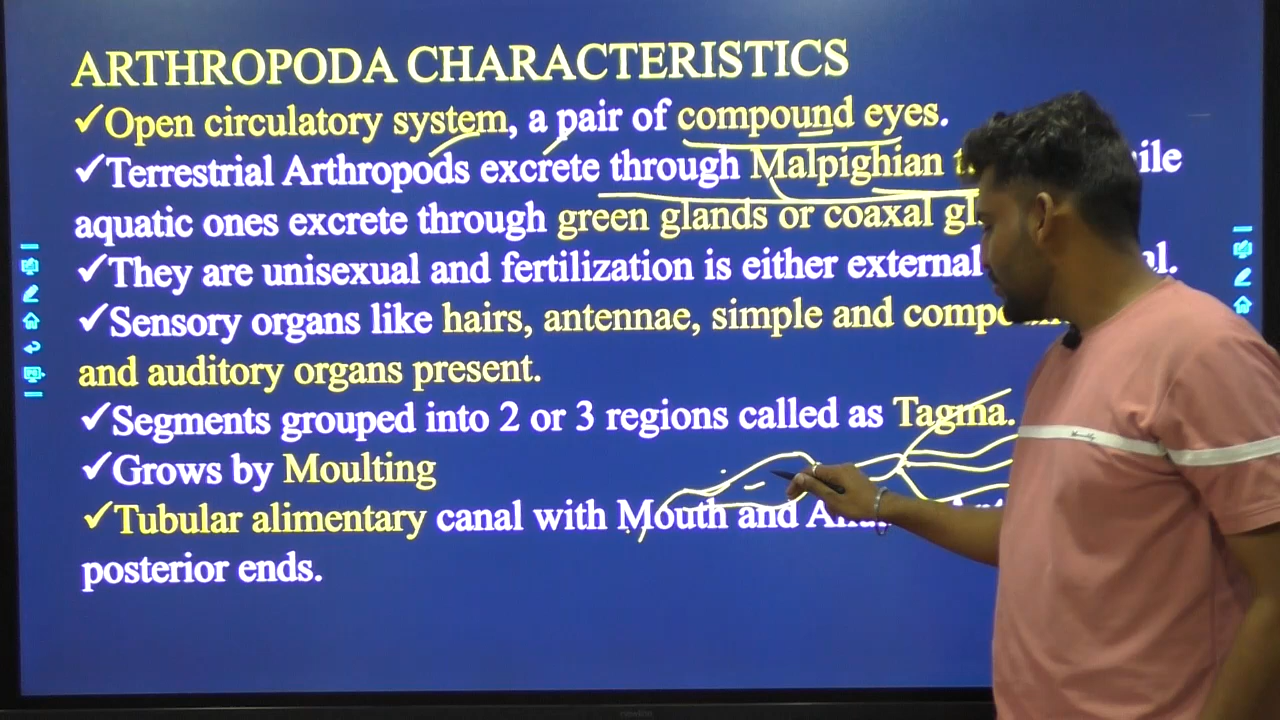 ARTHROPODA CHARACTERISTICS
✓Open circulatory system, a pair of compound eyes.
✓Terrestrial Arthropods excrete through Malpighian
aquatic ones excrete through green glands or coaxal
✓They are unisexual and fertilization is either external
✓Sensory organs like hairs, antennae, simple and
and auditory organs present.
✓Segments grouped into 2 or 3 regions called as Tagma.
✓Grows by Moulting
✓Tubular alimentary canal with Mouth and
posterior ends.